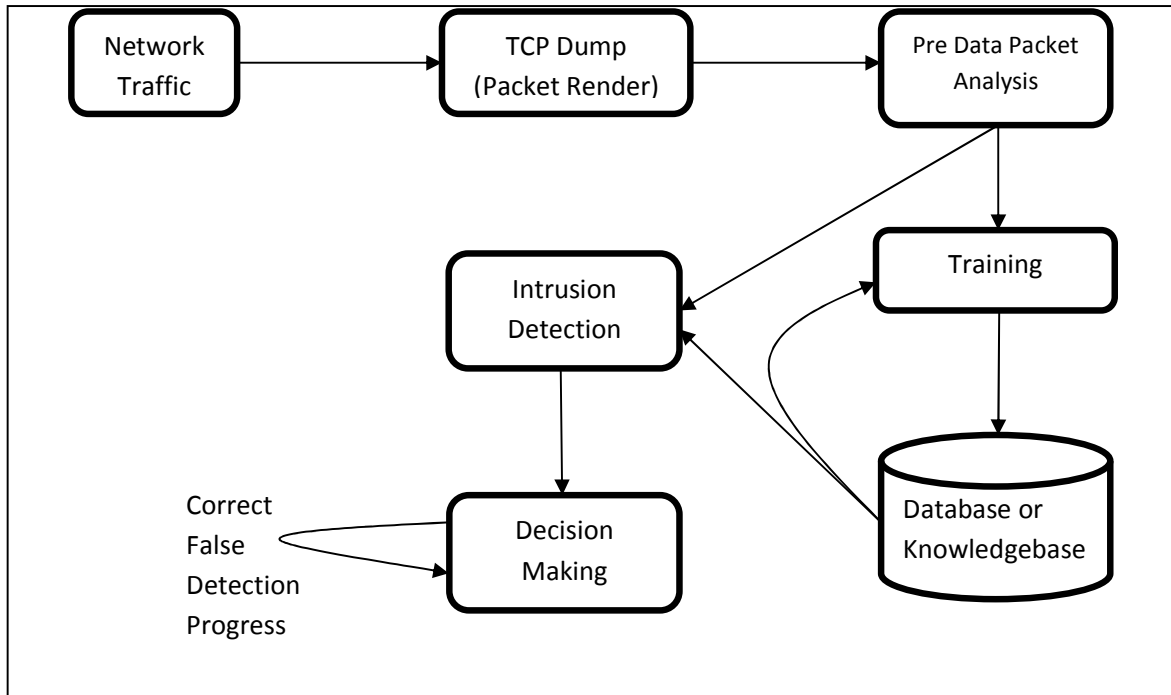 Network
Traffic
TCP Dump
(Packet Render)
Pre Data Packet
Analysis
Training
Intrusion
Detection
Database or
Knowledgebase
Decision
Making
Correct
False
Detection
Progress